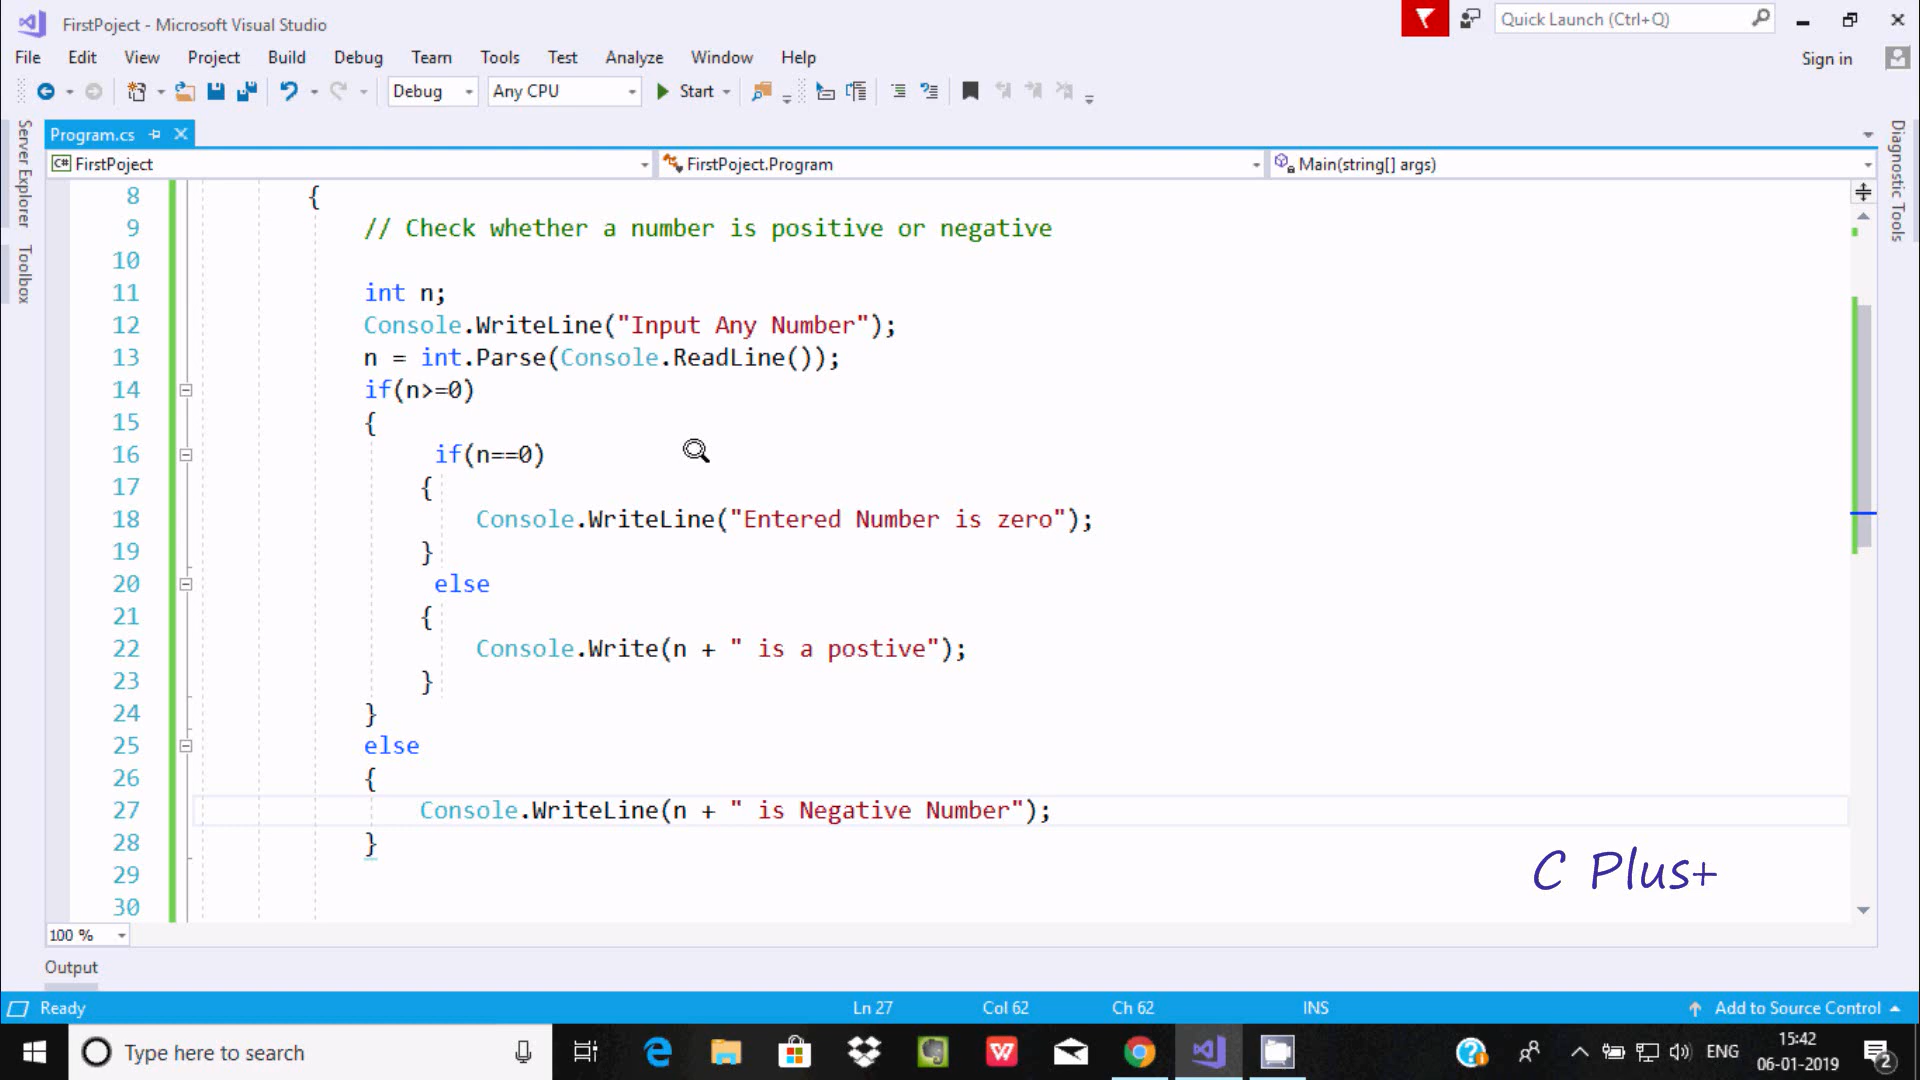 FirstPoject - Microsoft Visual Studio
Quick Launch (Ctrl+Q)
File Edit View Project Build Debug Team Tools Test Analyze Window Help
Sign in
Debug Any CPU Start
Server Explorer
Toolbox
Diagnostic Tools
Program.cs
C# FirstPoject FirstPoject.Program Main(string[] args)
8 {
9 // Check whether a number is positive or negative
10
11 int n;
12 Console.WriteLine("Input Any Number");
13 n = int.Parse(Console.ReadLine());
14 if(n>=0)
15 {
16 if(n==0)
17 {
18 Console.WriteLine("Entered Number is zero");
19 }
20 else
21 {
22 Console.Write(n + " is a postive");
23 }
24 }
25 else
26 {
27 Console.WriteLine(n + " is Negative Number");
28 }
29
30
C Plus+
100 %
Output
Ready Ln 27 Col 62 Ch 62 INS Add to Source Control
Type here to search
ENG
15:42
06-01-2019
2